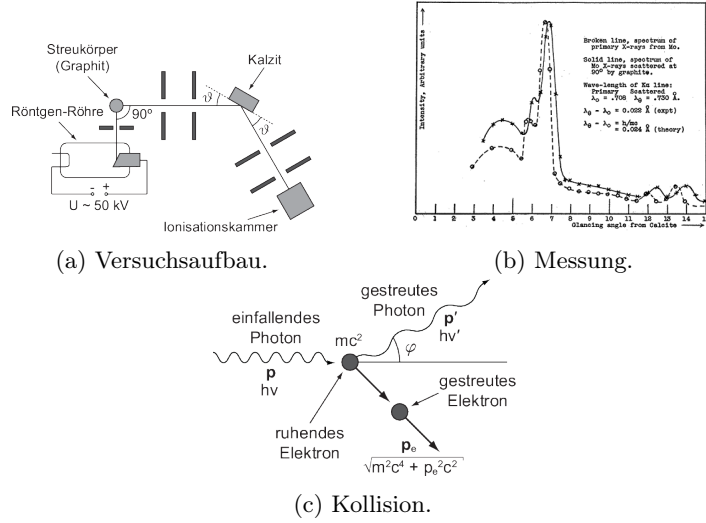 Streukörper
(Graphit)
Kalzit
ϑ
90°
ϑ
Röntgen-Röhre
- +
U ~ 50 kV
Ionisationskammer
(a) Versuchsaufbau.
Intensity, Arbitrary units
Broken line, spectrum of
primary X-rays from Mo.
Solid line, spectrum of
Mo X-rays scattered at
90° by graphite.
Wave-length of Kα line:
Primary Scattered
λ₀ = .708 λθ = .730 Å.
λθ - λ₀ = 0.022 Å (expt)
λθ - λ₀ = h/mc
= 0.024 Å (theory)
0 1 2 3 4 5 6 7 8 9 10 11 12 13 14 15
Glancing angle from Calcite
(b) Messung.
gestreutes
Photon
p'
hν'
einfallendes
Photon
mc²
φ
p
hν
gestreutes
Elektron
ruhendes
Elektron
pₑ
√m²c⁴ + pₑ²c²
(c) Kollision.